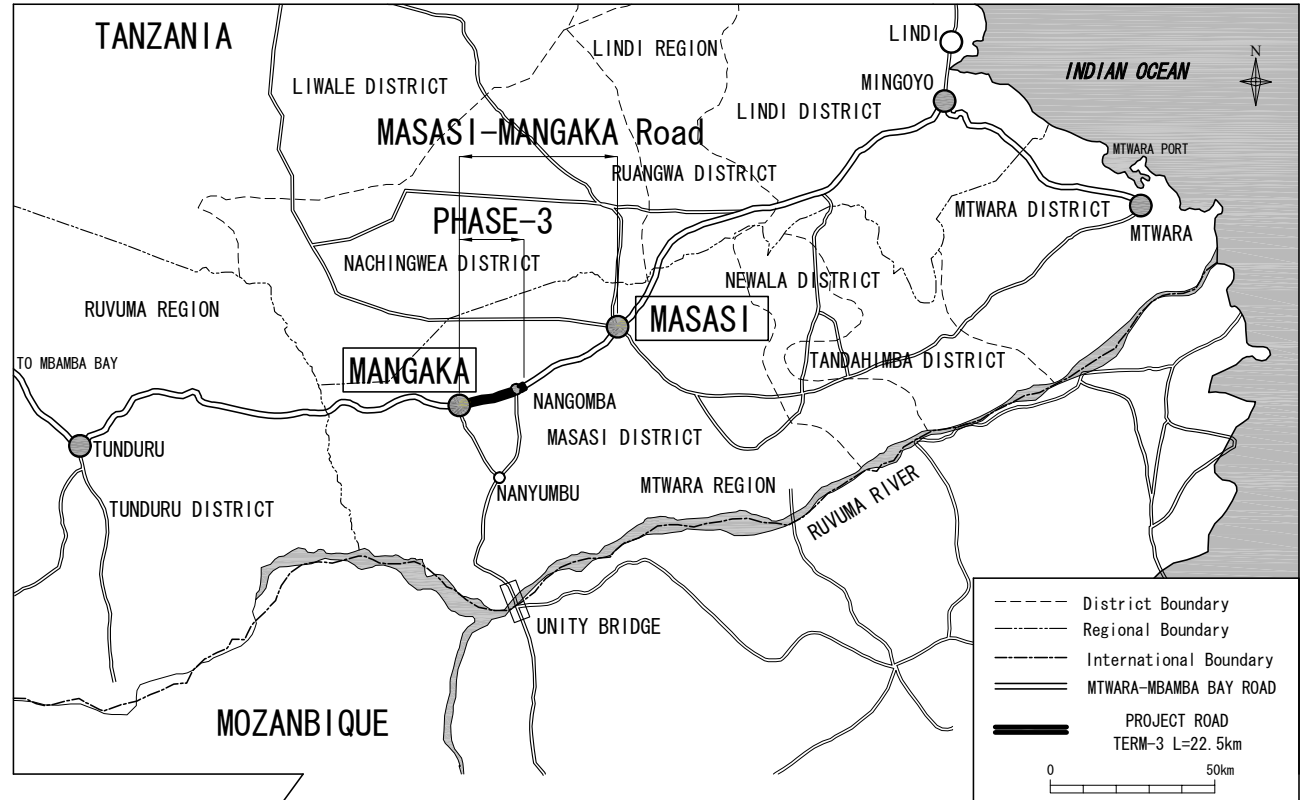 TANZANIA
LINDI REGION
LINDI
INDIAN OCEAN
N
LIWALE DISTRICT
MINGOYO
LINDI DISTRICT
MASASI-MANGAKA Road
MTWARA PORT
RUANGWA DISTRICT
PHASE-3
MTWARA DISTRICT
MTWARA
NACHINGWEA DISTRICT
NEWALA DISTRICT
RUVUMA REGION
MASASI
TO MBAMBA BAY
MANGAKA
TANDAHIMBA DISTRICT
NANGOMBA
MASASI DISTRICT
TUNDURU
NANYUMBU
MTWARA REGION
RUVUMA RIVER
TUNDURU DISTRICT
UNITY BRIDGE
MOZANBIQUE
District Boundary
Regional Boundary
International Boundary
MTWARA-MBAMBA BAY ROAD
PROJECT ROAD
TERM-3 L=22.5km
0 50km